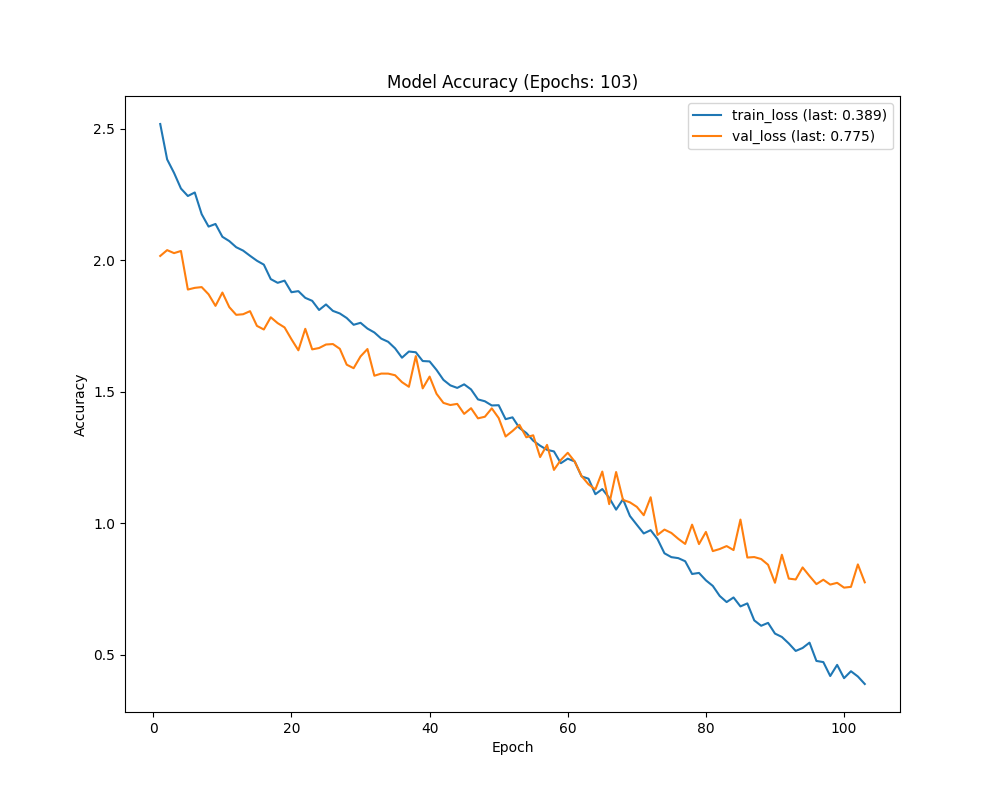 Model Accuracy (Epochs: 103)
train_loss (last: 0.389)
val_loss (last: 0.775)
2.5
2.0
1.5
1.0
0.5
Accuracy
0 20 40 60 80 100
Epoch